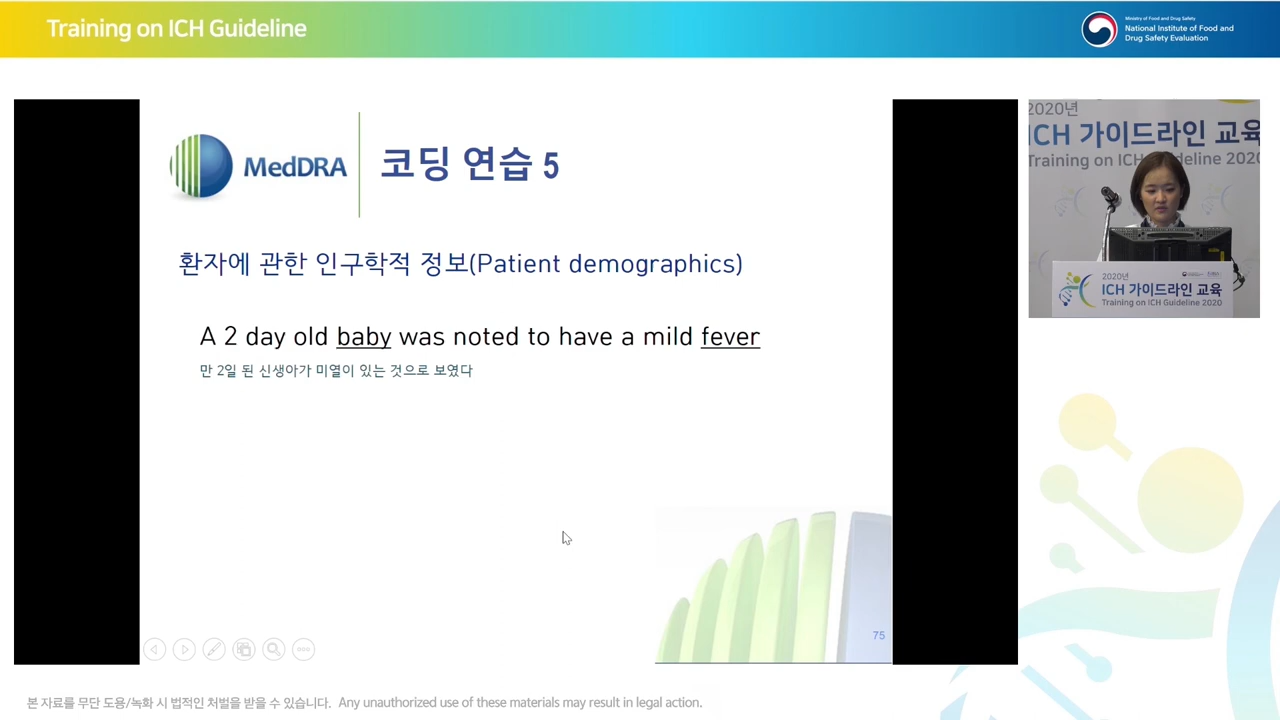 Training on ICH Guideline
Ministry of Food and Drug Safety
National Institute of Food and
Drug Safety Evaluation
MedDRA
코딩 연습 5
환자에 관한 인구학적 정보(Patient demographics)
A 2 day old baby was noted to have a mild fever
만 2일 된 신생아가 미열이 있는 것으로 보였다
75
2020년
ICH 가이드라인 교육
Training on ICH Guideline 2020
2020년
ICH 가이드라인 교육
Training on ICH Guideline 2020
본 자료를 무단 도용/녹화 시 법적인 처벌을 받을 수 있습니다. Any unauthorized use of these materials may result in legal action.